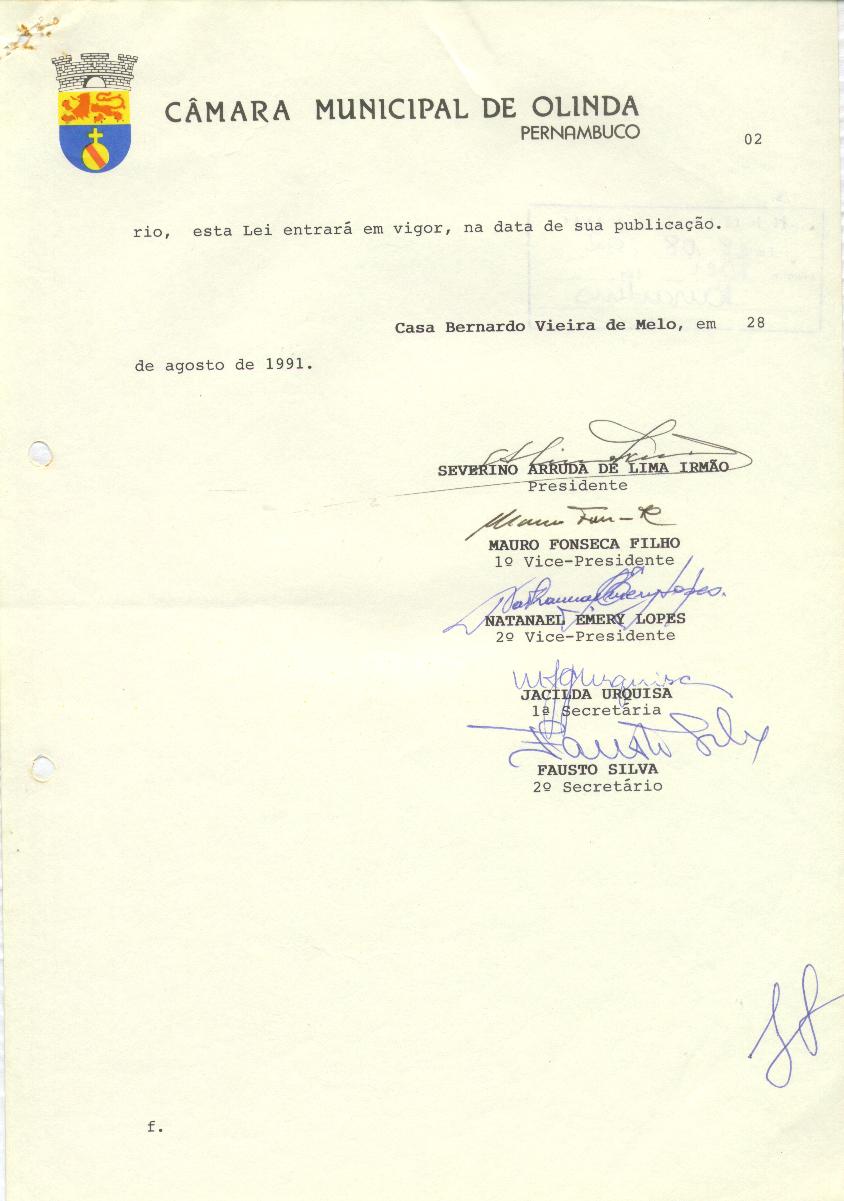 CÂMARA MUNICIPAL DE OLINDA
PERNAMBUCO
02
rio, esta Lei entrará em vigor, na data de sua publicação.
Casa Bernardo Vieira de Melo, em 28
de agosto de 1991.
SEVERINO ARRUDA DE LIMA IRMÃO
Presidente
MAURO FONSECA FILHO
1º Vice-Presidente
NATANAEL EMERY LOPES
2º Vice-Presidente
JACILDA URQUISA
1ª Secretária
Fausto Silva
FAUSTO SILVA
2º Secretário
f.